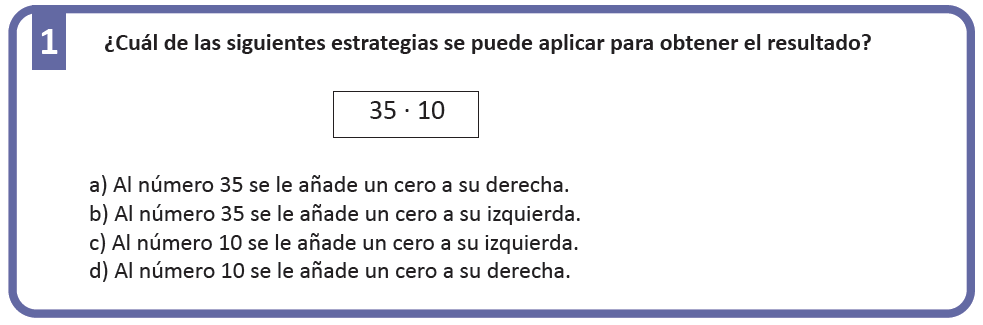 1
¿Cuál de las siguientes estrategias se puede aplicar para obtener el resultado?
35 · 10
a) Al número 35 se le añade un cero a su derecha.
b) Al número 35 se le añade un cero a su izquierda.
c) Al número 10 se le añade un cero a su izquierda.
d) Al número 10 se le añade un cero a su derecha.